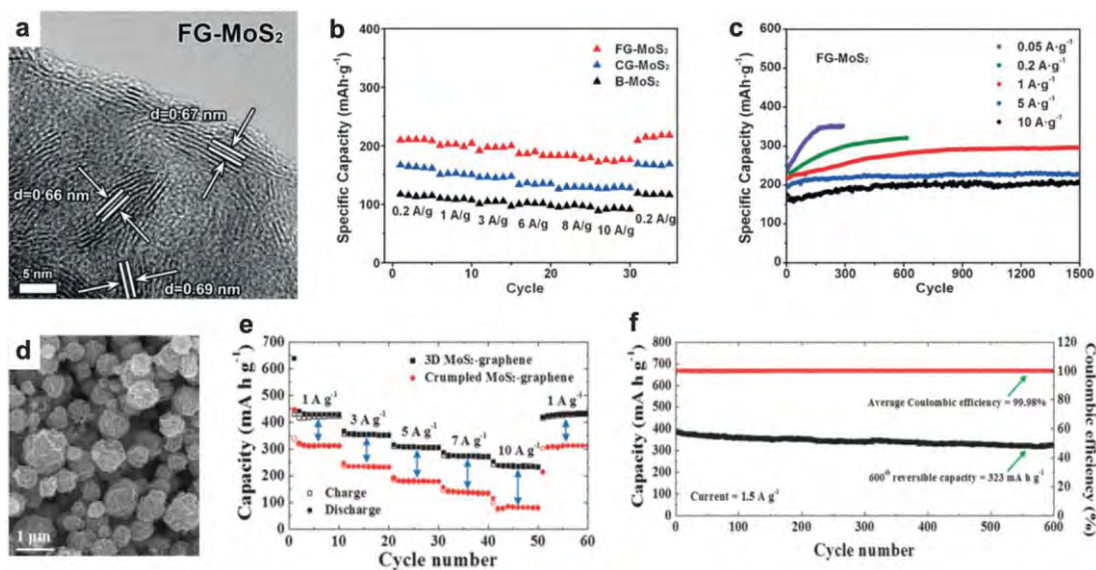 a
FG-MoS₂
d=0.67 nm
d=0.66 nm
5 nm
d=0.69 nm
b
Specific Capacity (mAh·g⁻¹)
400
300
200
100
0
FG-MoS₂
CG-MoS₂
B-MoS₂
0.2 A/g 1 A/g 3 A/g 6 A/g 8 A/g 10 A/g 0.2 A/g
0 10 20 30
Cycle
c
Specific Capacity (mAh·g⁻¹)
600
500
400
300
200
100
0
FG-MoS₂
0.05 A·g⁻¹
0.2 A·g⁻¹
1 A·g⁻¹
5 A·g⁻¹
10 A·g⁻¹
0 300 600 900 1200 1500
Cycle
d
1 μm
e
Capacity (mA h g⁻¹)
700
600
500
400
300
200
100
0
3D MoS₂-graphene
Crumpled MoS₂-graphene
1 A g⁻¹
3 A g⁻¹
5 A g⁻¹
7 A g⁻¹
10 A g⁻¹
1 A g⁻¹
Charge
Discharge
0 10 20 30 40 50 60
Cycle number
f
Capacity (mA h g⁻¹)
800
700
600
500
400
300
200
100
0
Average Coulombic efficiency = 99.98%
600th reversible capacity = 323 mA h g⁻¹
Current = 1.5 A g⁻¹
0 100 200 300 400 500 600
Cycle number
120
100
80
60
40
20
0
Coulombic efficiency (%)